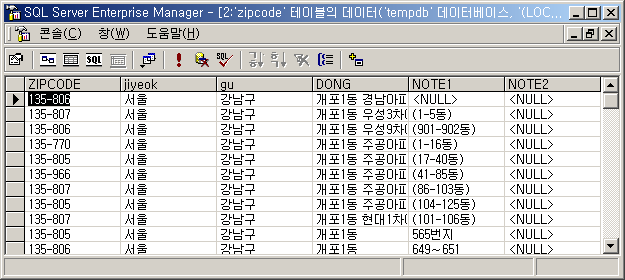 SQL Server Enterprise Manager - [2:'zipcode' 테이블의 데이터('tempdb' 데이터베이스, '(LOC...
콘솔(C) 창(W) 도움말(H)
SQL
ZIPCODE jiyeok gu DONG NOTE1 NOTE2
135-806 서울 강남구 개포1동 경남아파 <NULL> <NULL>
135-807 서울 강남구 개포1동 우성3차( (1-5동) <NULL>
135-806 서울 강남구 개포1동 우성9차( (901-902동) <NULL>
135-770 서울 강남구 개포1동 주공아파 (1-16동) <NULL>
135-805 서울 강남구 개포1동 주공아파 (17-40동) <NULL>
135-966 서울 강남구 개포1동 주공아파 (41-85동) <NULL>
135-807 서울 강남구 개포1동 주공아파 (86-103동) <NULL>
135-805 서울 강남구 개포1동 주공아파 (104-125동) <NULL>
135-807 서울 강남구 개포1동 현대1차( (101-106동) <NULL>
135-805 서울 강남구 개포1동 565번지 <NULL>
135-806 서울 강남구 개포1동 649~651 <NULL>